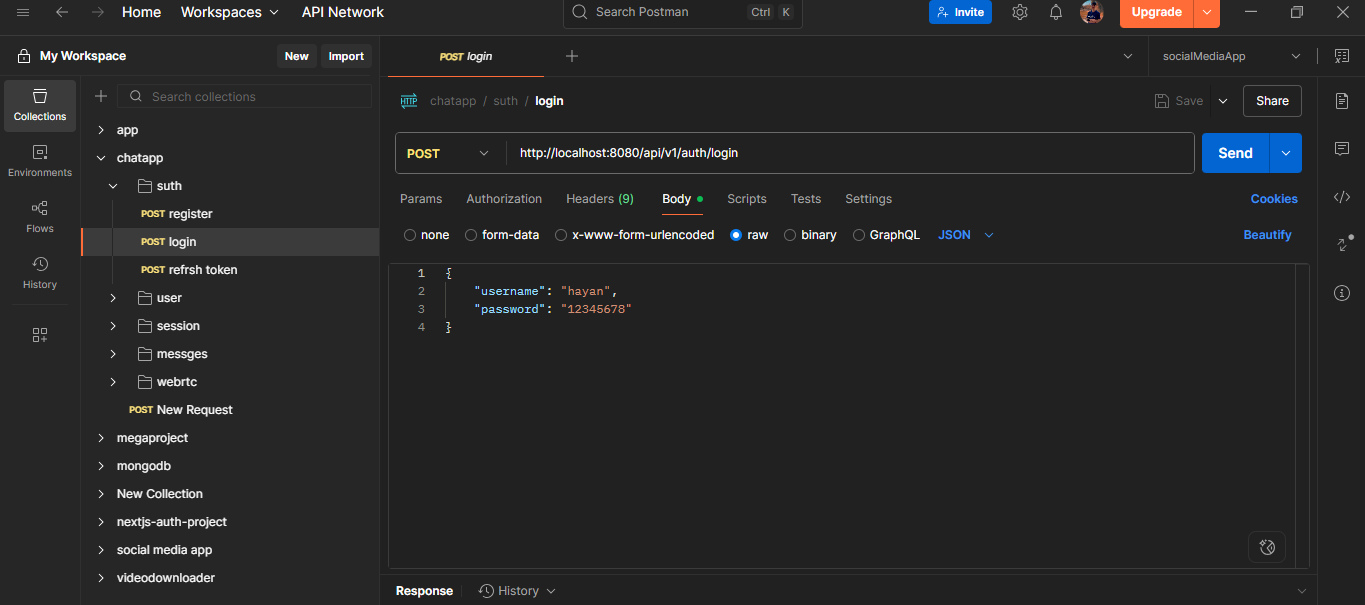 Home Workspaces API Network Search Postman Ctrl K Invite Upgrade
My Workspace New Import POST login socialMediaApp
Search collections
Collections
Environments
Flows
History
app
chatapp
suth
POST register
POST login
POST refrsh token
user
session
messges
webrtc
POST New Request
megaproject
mongodb
New Collection
nextjs-auth-project
social media app
videodownloader
HTTP chatapp / suth / login Save Share
POST http://localhost:8080/api/v1/auth/login Send
Params Authorization Headers (9) Body Scripts Tests Settings Cookies
none form-data x-www-form-urlencoded raw binary GraphQL JSON Beautify
1 {
2 "username": "hayan",
3 "password": "12345678"
4 }
Response History